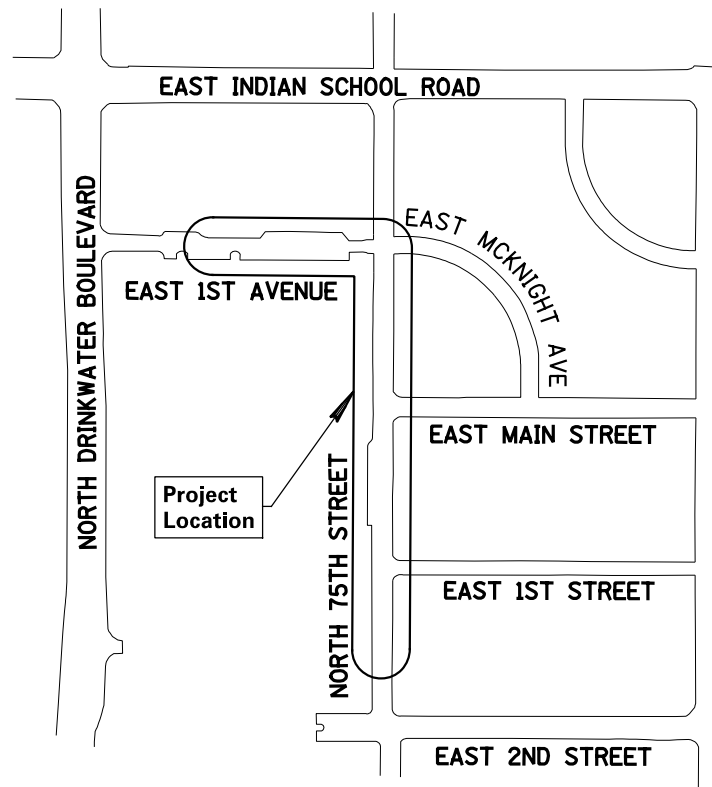 EAST INDIAN SCHOOL ROAD
NORTH DRINKWATER BOULEVARD
EAST MCKNIGHT AVE
EAST 1ST AVENUE
EAST MAIN STREET
Project
Location
NORTH 75TH STREET
EAST 1ST STREET
EAST 2ND STREET